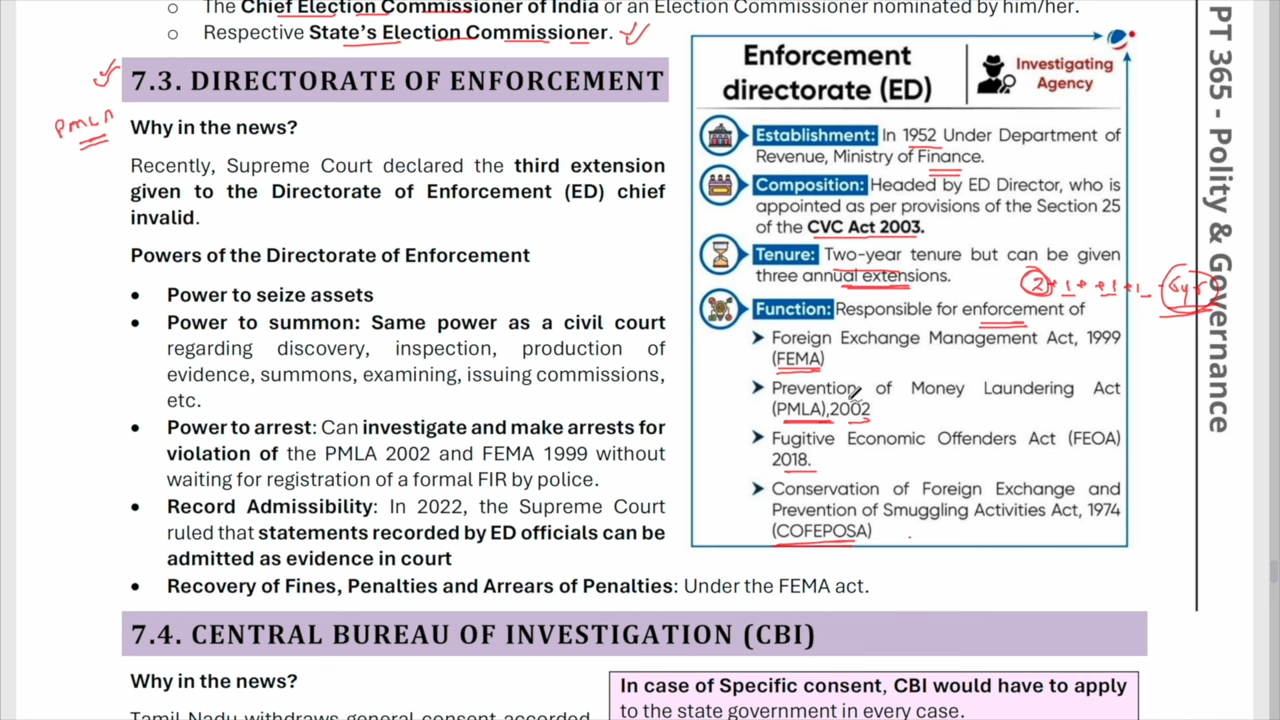 o The Chief Election Commissioner of India or an Election Commissioner nominated by him/her.
o Respective State's Election Commissioner.
7.3. DIRECTORATE OF ENFORCEMENT
PMLA
Why in the news?
Recently, Supreme Court declared the third extension
given to the Directorate of Enforcement (ED) chief
invalid.
Powers of the Directorate of Enforcement
• Power to seize assets
• Power to summon: Same power as a civil court
regarding discovery, inspection, production of
evidence, summons, examining, issuing commissions,
etc.
• Power to arrest: Can investigate and make arrests for
violation of the PMLA 2002 and FEMA 1999 without
waiting for registration of a formal FIR by police.
• Record Admissibility: In 2022, the Supreme Court
ruled that statements recorded by ED officials can be
admitted as evidence in court
• Recovery of Fines, Penalties and Arrears of Penalties: Under the FEMA act.
Enforcement
directorate (ED)
Investigating
Agency
Establishment: In 1952 Under Department of
Revenue, Ministry of Finance.
Composition: Headed by ED Director, who is
appointed as per provisions of the Section 25
of the CVC Act 2003.
Tenure: Two-year tenure but can be given
three annual extensions.
2 + 1 + 1 + 1 - 5yr
Function: Responsible for enforcement of
Foreign Exchange Management Act, 1999
(FEMA)
Prevention of Money Laundering Act
(PMLA),2002
Fugitive Economic Offenders Act (FEOA)
2018.
Conservation of Foreign Exchange and
Prevention of Smuggling Activities Act, 1974
(COFEPOSA)
PT 365 - Polity & Governance
7.4. CENTRAL BUREAU OF INVESTIGATION (CBI)
Why in the news?
Tamil Nadu withdraws general consent accorded
In case of Specific consent, CBI would have to apply
to the state government in every case.